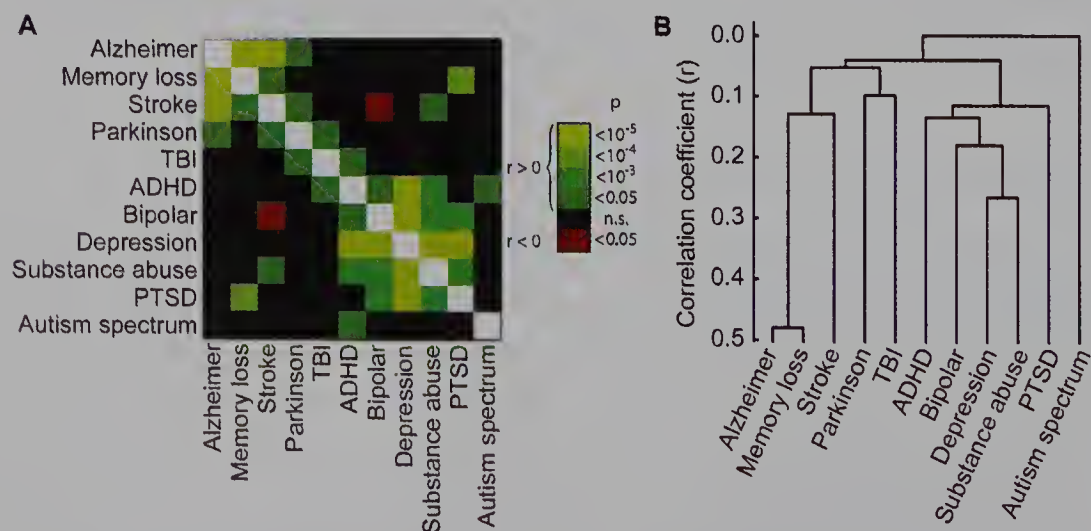 A
Alzheimer
Memory loss
Stroke
Parkinson
TBI
ADHD
Bipolar
Depression
Substance abuse
PTSD
Autism spectrum
Alzheimer
Memory loss
Stroke
Parkinson
TBI
ADHD
Bipolar
Depression
Substance abuse
PTSD
Autism spectrum
p
r > 0
<10-5
<10-4
<10-3
<0.05
n.s.
r < 0
<0.05
B
Correlation coefficient (r)
0.0
0.1
0.2
0.3
0.4
0.5
Alzheimer
Memory loss
Stroke
Parkinson
TBI
ADHD
Bipolar
Depression
Substance abuse
PTSD
Autism spectrum